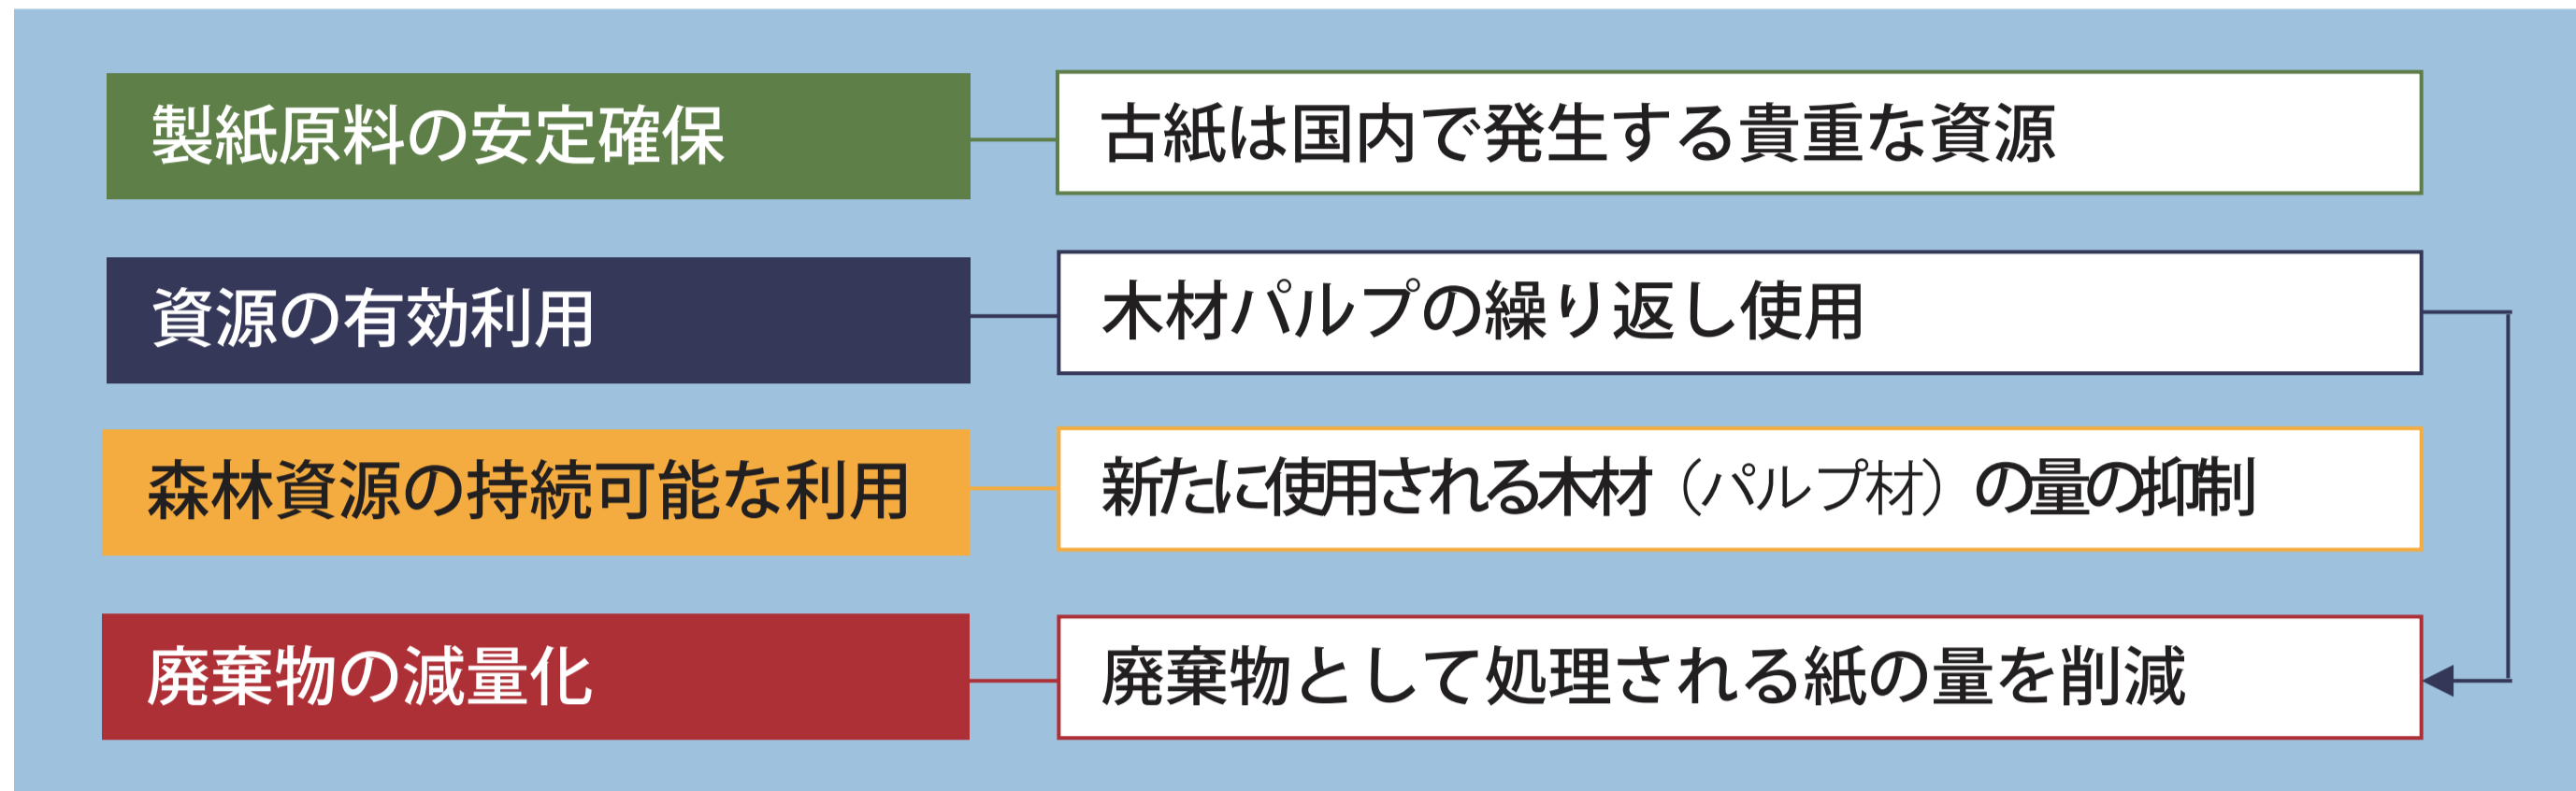 製紙原料の安定確保
古紙は国内で発生する貴重な資源
資源の有効利用
木材パルプの繰り返し使用
森林資源の持続可能な利用
新たに使用される木材（パルプ材）の量の抑制
廃棄物の減量化
廃棄物として処理される紙の量を削減